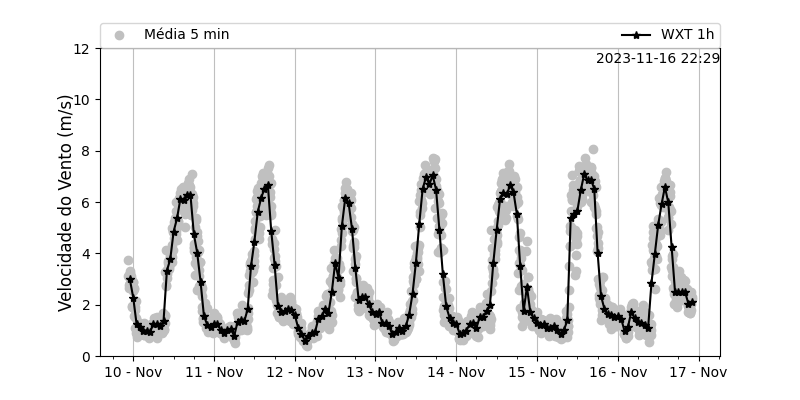 Média 5 min
WXT 1h
2023-11-16 22:29
Velocidade do Vento (m/s)
12
10
8
6
4
2
0
10 - Nov 11 - Nov 12 - Nov 13 - Nov 14 - Nov 15 - Nov 16 - Nov 17 - Nov